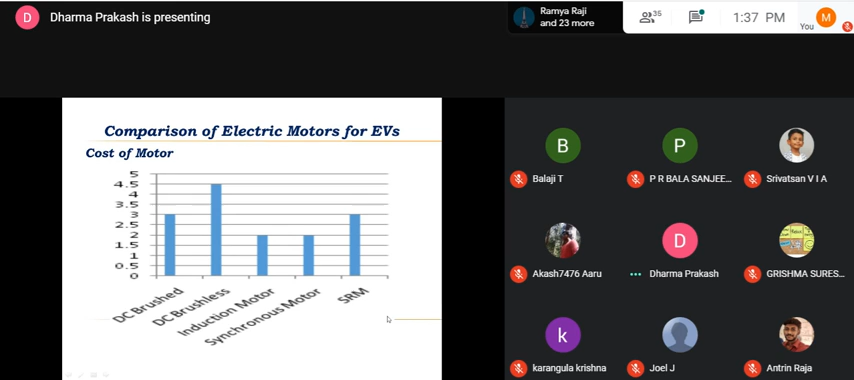 D Dharma Prakash is presenting
Ramya Raji
and 23 more
35
1:37 PM
You
M
Comparison of Electric Motors for EVs
Cost of Motor
5
4.5
4
3.5
3
2.5
2
1.5
1
0.5
0
DC Brushed
DC Brushless
Induction Motor
Synchronous Motor
SRM
B
Balaji T
P
P R BALA SANJEE...
Srivatsan V I A
Akash7476 Aaru
D
Dharma Prakash
GRISHMA SURES...
k
karangula krishna
Joel J
Antrin Raja